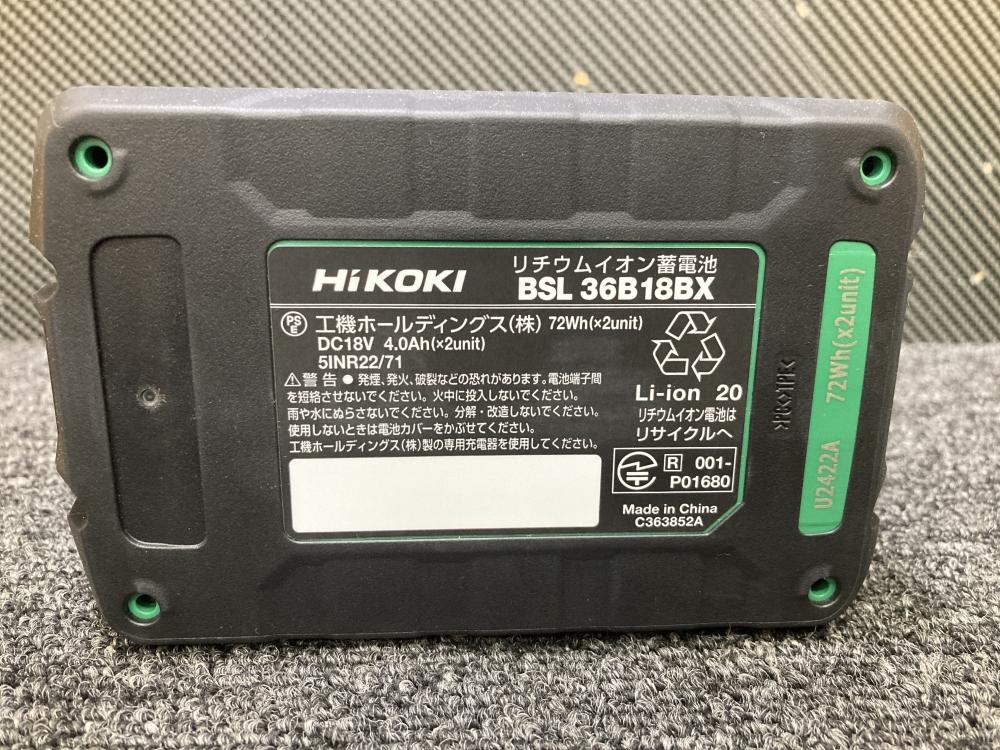 HiKOKI
リチウムイオン蓄電池
BSL 36B18BX
PS E
工機ホールディングス(株) 72Wh(×2unit)
DC18V 4.0Ah(×2unit)
5INR22/71
⚠警告 ● 発煙、発火、破裂などの恐れがあります。電池端子間
を短絡させないでください。火中に投入しないでください。
雨や水にぬらさないでください。分解・改造しないでください。
使用しないときは電池カバーをかぶせてください。
工機ホールディングス(株)製の専用充電器を使用してください。
Li-ion 20
リチウムイオン電池は
リサイクルへ
R 001-
P01680
Made in China
C363852A
>PBC>TPE<
U2422A 72Wh(x2unit)